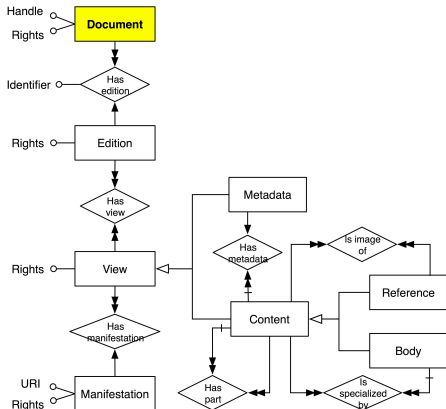 Handle
Rights
Document
Identifier
Has
edition
Rights
Edition
Has
view
Metadata
Has
metadata
Is image
of
Rights
View
Reference
Content
Has
manifestation
Body
URI
Rights
Manifestation
Has
part
Is
specialized
by